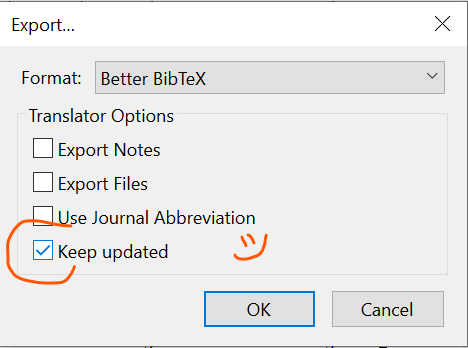 Export...
Format: Better BibTeX
Translator Options
Export Notes
Export Files
Use Journal Abbreviation
Keep updated
OK Cancel